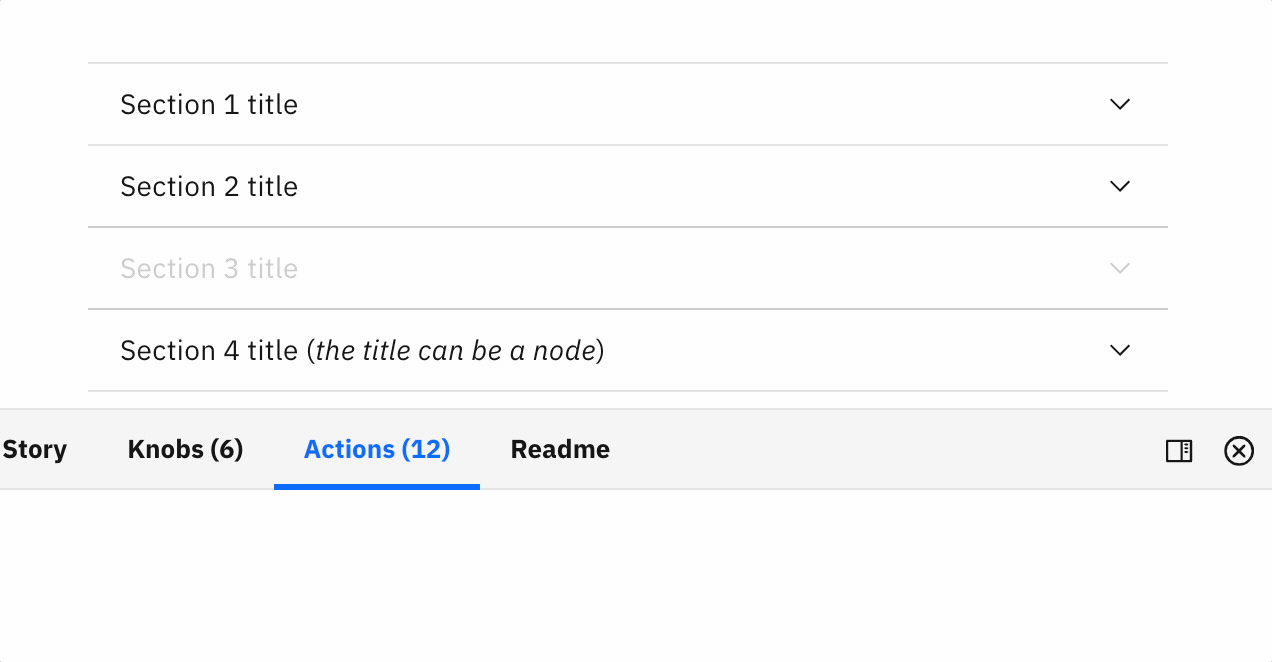 Section 1 title
Section 2 title
Section 3 title
Section 4 title (the title can be a node)
Story Knobs (6) Actions (12) Readme